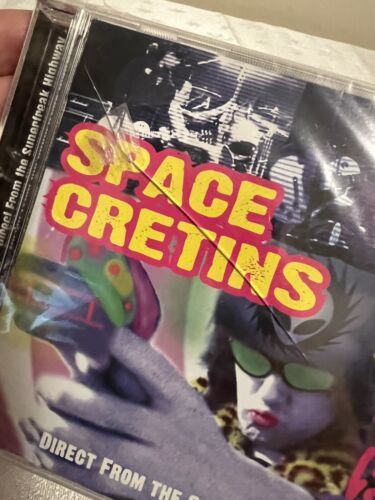 Direct From the Superfreak Highway
SPACE
CRETINS
DIRECT FROM THE